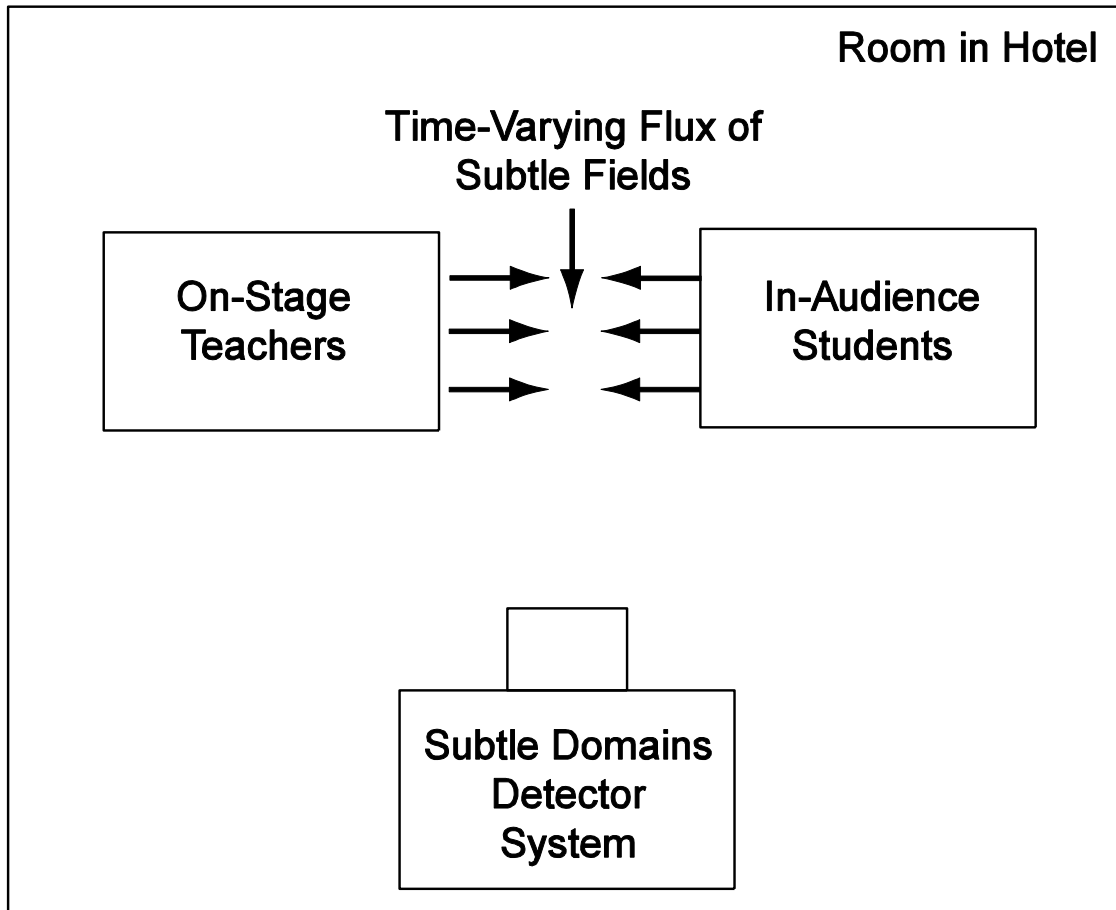 Room in Hotel
Time-Varying Flux of
Subtle Fields
On-Stage
Teachers
In-Audience
Students
Subtle Domains
Detector
System